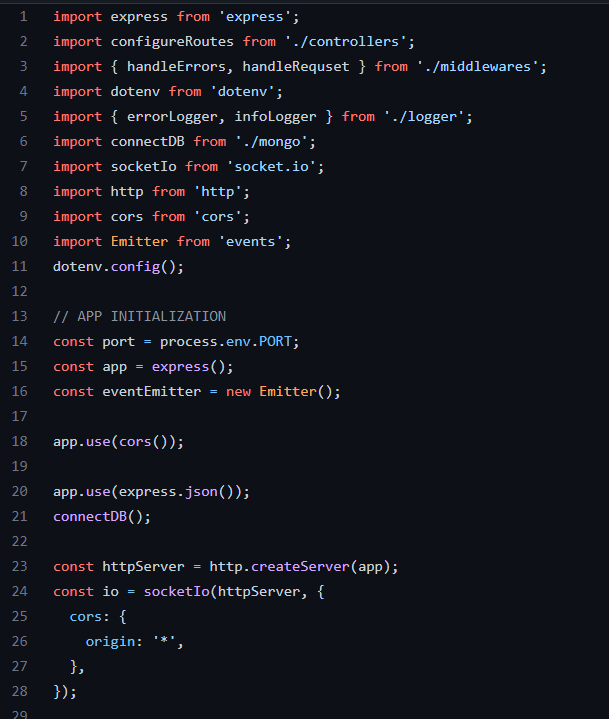 1 import express from 'express';
2 import configureRoutes from './controllers';
3 import { handleErrors, handleRequset } from './middlewares';
4 import dotenv from 'dotenv';
5 import { errorLogger, infoLogger } from './logger';
6 import connectDB from './mongo';
7 import socketIo from 'socket.io';
8 import http from 'http';
9 import cors from 'cors';
10 import Emitter from 'events';
11 dotenv.config();
12
13 // APP INITIALIZATION
14 const port = process.env.PORT;
15 const app = express();
16 const eventEmitter = new Emitter();
17
18 app.use(cors());
19
20 app.use(express.json());
21 connectDB();
22
23 const httpServer = http.createServer(app);
24 const io = socketIo(httpServer, {
25   cors: {
26     origin: '*',
27   },
28 });
29